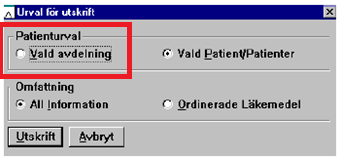 Urval för utskrift
Patienturval
Vald avdelning
Vald Patient/Patienter
Omfattning
All Information
Ordinerade Läkemedel
Utskrift
Avbryt